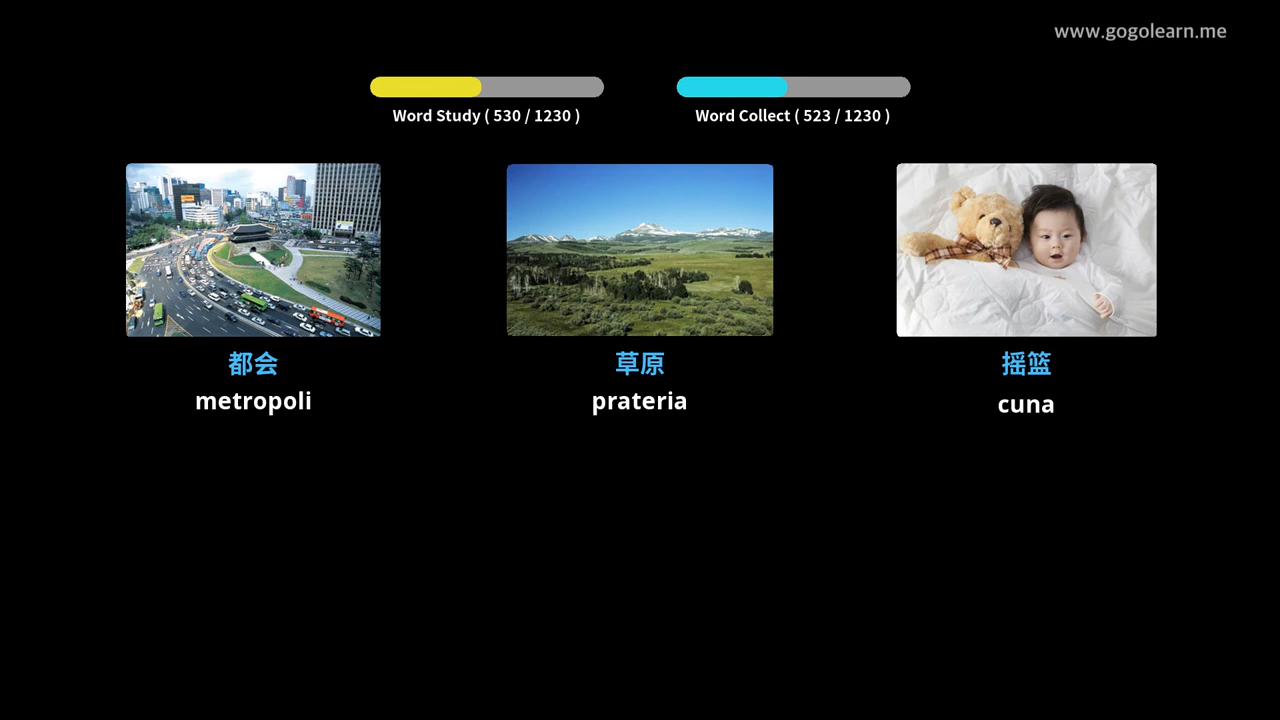 www.gogolearn.me
Word Study ( 530 / 1230 )
Word Collect ( 523 / 1230 )
都会
metropoli
草原
prateria
摇篮
cuna